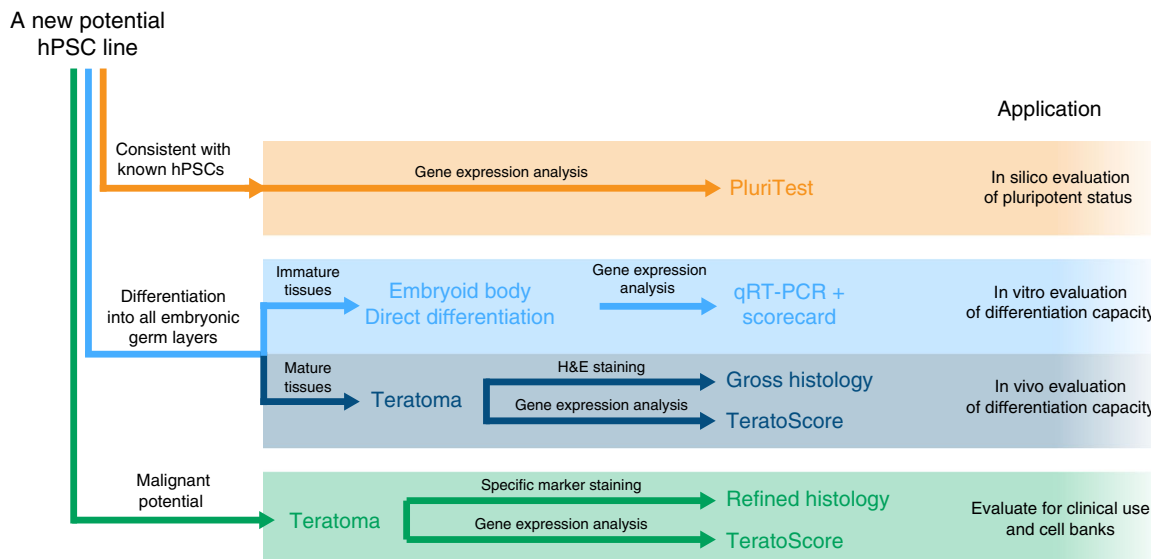 A new potential
hPSC line
Application
Consistent with
known hPSCs
Gene expression analysis
PluriTest
In silico evaluation
of pluripotent status
Differentiation
into all embryonic
germ layers
Immature
tissues
Embryoid body
Direct differentiation
Gene expression
analysis
qRT-PCR +
scorecard
In vitro evaluation
of differentiation capacity
Mature
tissues
Teratoma
H&E staining
Gross histology
Gene expression analysis
TeratoScore
In vivo evaluation
of differentiation capacity
Malignant
potential
Teratoma
Specific marker staining
Refined histology
Gene expression analysis
TeratoScore
Evaluate for clinical use
and cell banks